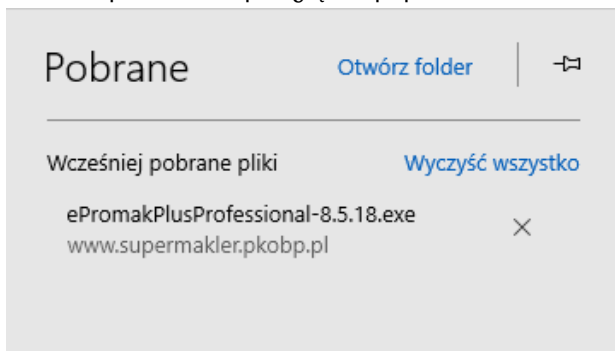 Pobrane
Otwórz folder
Wcześniej pobrane pliki
Wyczyść wszystko
ePromakPlusProfessional-8.5.18.exe
www.supermakler.pkobp.pl